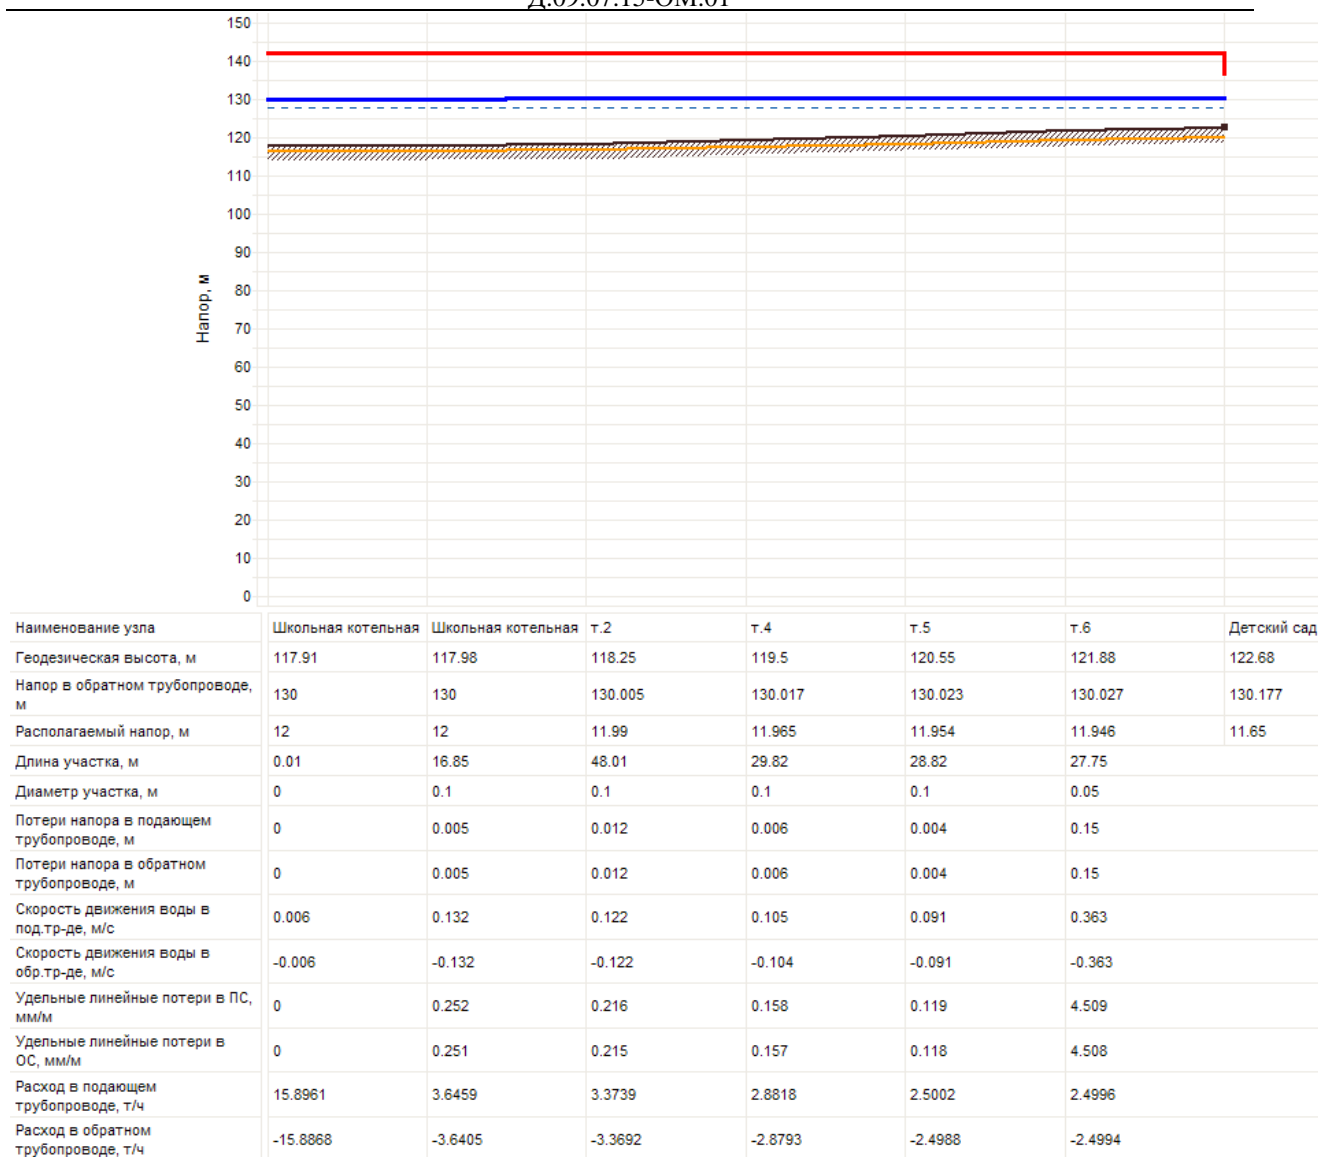 Д.09.07.15-ОМ.01
150
140
130
120
110
100
90
80
70
60
50
40
30
20
10
0
Напор, м
Наименование узла Школьная котельная Школьная котельная т.2 т.4 т.5 т.6 Детский сад
Геодезическая высота, м 117.91 117.98 118.25 119.5 120.55 121.88 122.68
Напор в обратном трубопроводе,
м 130 130 130.005 130.017 130.023 130.027 130.177
Располагаемый напор, м 12 12 11.99 11.965 11.954 11.946 11.65
Длина участка, м 0.01 16.85 48.01 29.82 28.82 27.75
Диаметр участка, м 0 0.1 0.1 0.1 0.1 0.05
Потери напора в подающем
трубопроводе, м 0 0.005 0.012 0.006 0.004 0.15
Потери напора в обратном
трубопроводе, м 0 0.005 0.012 0.006 0.004 0.15
Скорость движения воды в
под.тр-де, м/с 0.006 0.132 0.122 0.105 0.091 0.363
Скорость движения воды в
обр.тр-де, м/с -0.006 -0.132 -0.122 -0.104 -0.091 -0.363
Удельные линейные потери в ПС,
мм/м 0 0.252 0.216 0.158 0.119 4.509
Удельные линейные потери в
ОС, мм/м 0 0.251 0.215 0.157 0.118 4.508
Расход в подающем
трубопроводе, т/ч 15.8961 3.6459 3.3739 2.8818 2.5002 2.4996
Расход в обратном
трубопроводе, т/ч -15.8868 -3.6405 -3.3692 -2.8793 -2.4988 -2.4994